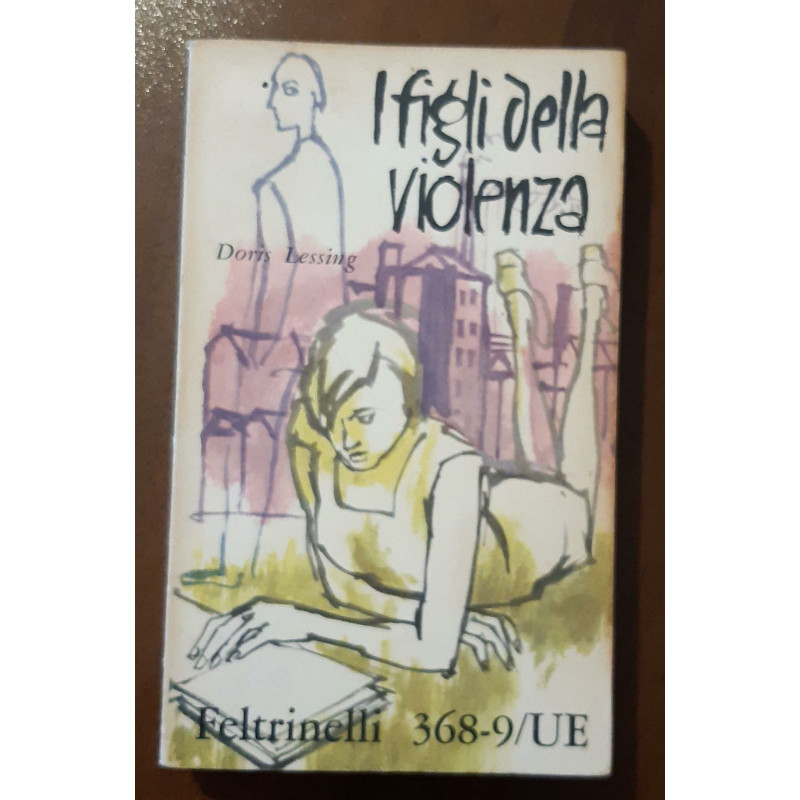 I figli della
violenza
Doris Lessing
Feltrinelli 368-9/UE